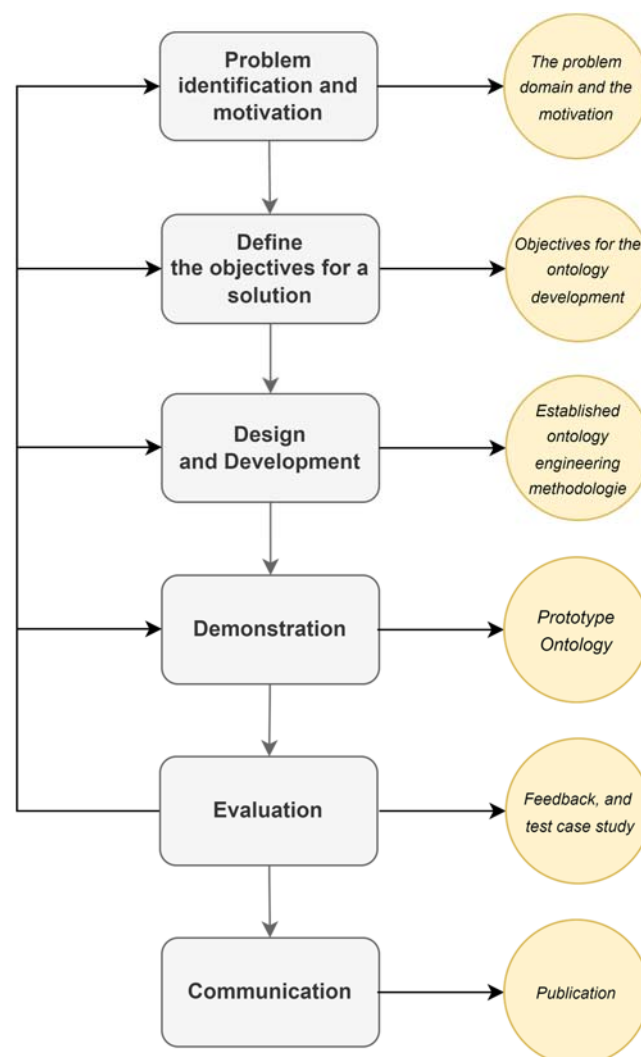 Problem
identification and
motivation
The problem
domain and the
motivation
Define
the objectives for a
solution
Objectives for the
ontology
development
Design
and Development
Established
ontology
engineering
methodologie
Demonstration
Prototype
Ontology
Evaluation
Feedback, and
test case study
Communication
Publication